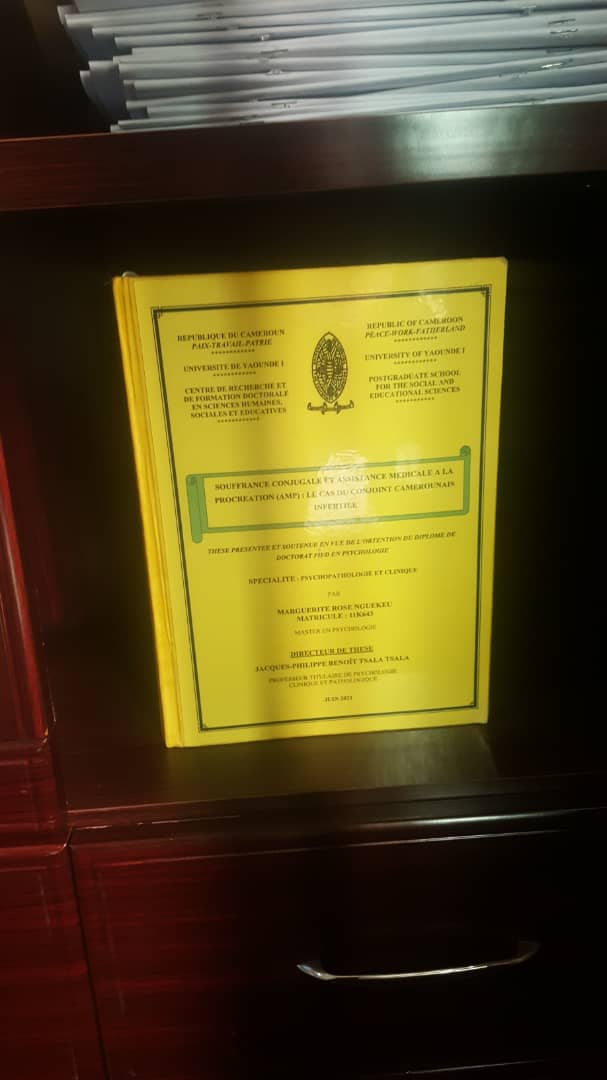 REPUBLIQUE DU CAMEROUN
PAIX-TRAVAIL-PATRIE
************
UNIVERSITE DE YAOUNDE I
************
CENTRE DE RECHERCHE ET
DE FORMATION DOCTORALE
EN SCIENCES HUMAINES,
SOCIALES ET EDUCATIVES
************
REPUBLIC OF CAMEROON
PEACE-WORK-FATHERLAND
************
UNIVERSITY OF YAOUNDE I
************
POSTGRADUATE SCHOOL
FOR THE SOCIAL AND
EDUCATIONAL SCIENCES
***********
SOUFFRANCE CONJUGALE ET ASSISTANCE MEDICALE A LA
PROCREATION (AMP) : LE CAS DU CONJOINT CAMEROUNAIS
INFERTILE
THESE PRESENTEE ET SOUTENUE EN VUE DE L'OBTENTION DU DIPLOME DE
DOCTORAT PH/D EN PSYCHOLOGIE
SPECIALITE : PSYCHOPATHOLOGIE ET CLINIQUE
PAR
MARGUERITE ROSE NGUEKEU
MATRICULE : 11K643
MASTER EN PSYCHOLOGIE
DIRECTEUR DE THESE
JACQUES-PHILIPPE BENOÎT TSALA TSALA
PROFESSEUR TITULAIRE DE PSYCHOLOGIE
CLINIQUE ET PATHOLOGIQUE
JUIN 2021